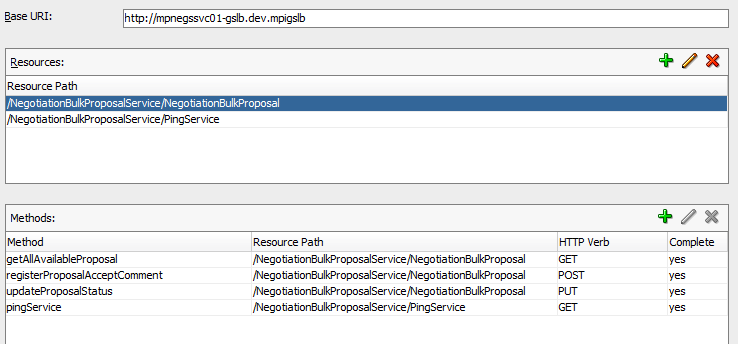 Base URI: http://mpnegssvc01-gslb.dev.mpigslb
Resources:
Resource Path
/NegotiationBulkProposalService/NegotiationBulkProposal
/NegotiationBulkProposalService/PingService
Methods:
Method Resource Path HTTP Verb Complete
getAllAvailableProposal /NegotiationBulkProposalService/NegotiationBulkProposal GET yes
registerProposalAcceptComment /NegotiationBulkProposalService/NegotiationBulkProposal POST yes
updateProposalStatus /NegotiationBulkProposalService/NegotiationBulkProposal PUT yes
pingService /NegotiationBulkProposalService/PingService GET yes